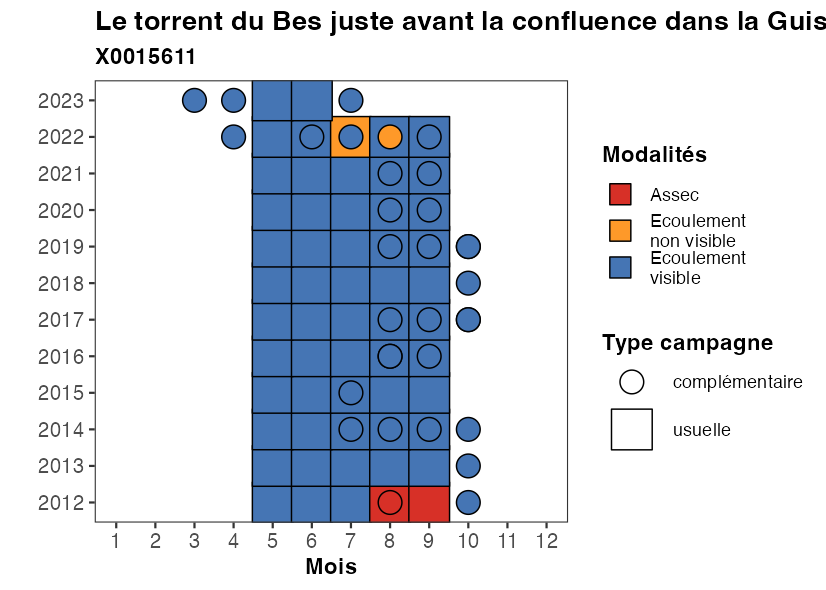 Le torrent du Bes juste avant la confluence dans la Guis
X0015611
2023
2022
2021
2020
2019
2018
2017
2016
2015
2014
2013
2012
1 2 3 4 5 6 7 8 9 10 11 12
Mois
Modalités
Assec
Ecoulement
non visible
Ecoulement
visible
Type campagne
complémentaire
usuelle